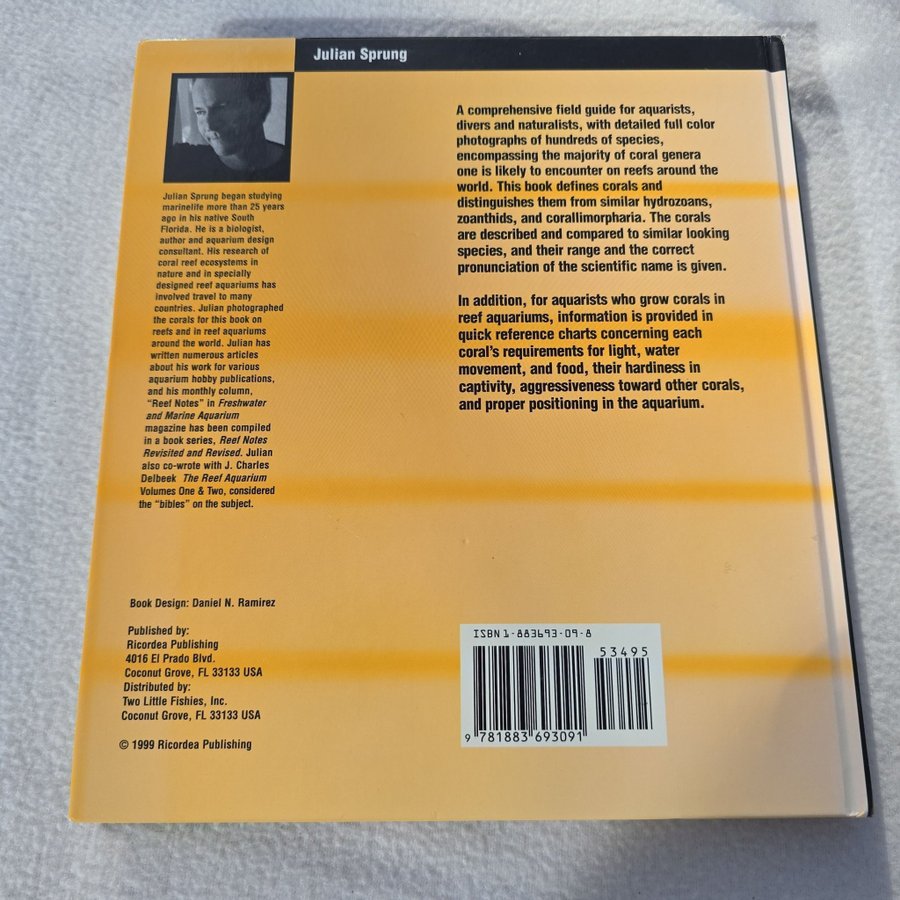 Julian Sprung
Julian Sprung began studying
marinelife more than 25 years
ago in his native South
Florida. He is a biologist,
author and aquarium design
consultant. His research of
coral reef ecosystems in
nature and in specially
designed reef aquariums has
involved travel to many
countries. Julian photographed
the corals for this book on
reefs and in reef aquariums
around the world. Julian has
written numerous articles
about his work for various
aquarium hobby publications,
and his monthly column,
"Reef Notes" in Freshwater
and Marine Aquarium
magazine has been compiled
in a book series, Reef Notes
Revisited and Revised. Julian
also co-wrote with J. Charles
Delbeek The Reef Aquarium
Volumes One & Two, considered
the "bibles" on the subject.
A comprehensive field guide for aquarists,
divers and naturalists, with detailed full color
photographs of hundreds of species,
encompassing the majority of coral genera
one is likely to encounter on reefs around the
world. This book defines corals and
distinguishes them from similar hydrozoans,
zoanthids, and corallimorpharia. The corals
are described and compared to similar looking
species, and their range and the correct
pronunciation of the scientific name is given.
In addition, for aquarists who grow corals in
reef aquariums, information is provided in
quick reference charts concerning each
coral's requirements for light, water
movement, and food, their hardiness in
captivity, aggressiveness toward other corals,
and proper positioning in the aquarium.
Book Design: Daniel N. Ramirez
Published by:
Ricordea Publishing
4016 El Prado Blvd.
Coconut Grove, FL 33133 USA
Distributed by:
Two Little Fishies, Inc.
Coconut Grove, FL 33133 USA
© 1999 Ricordea Publishing
ISBN 1-883693-09-8
53495
9 781883 693091